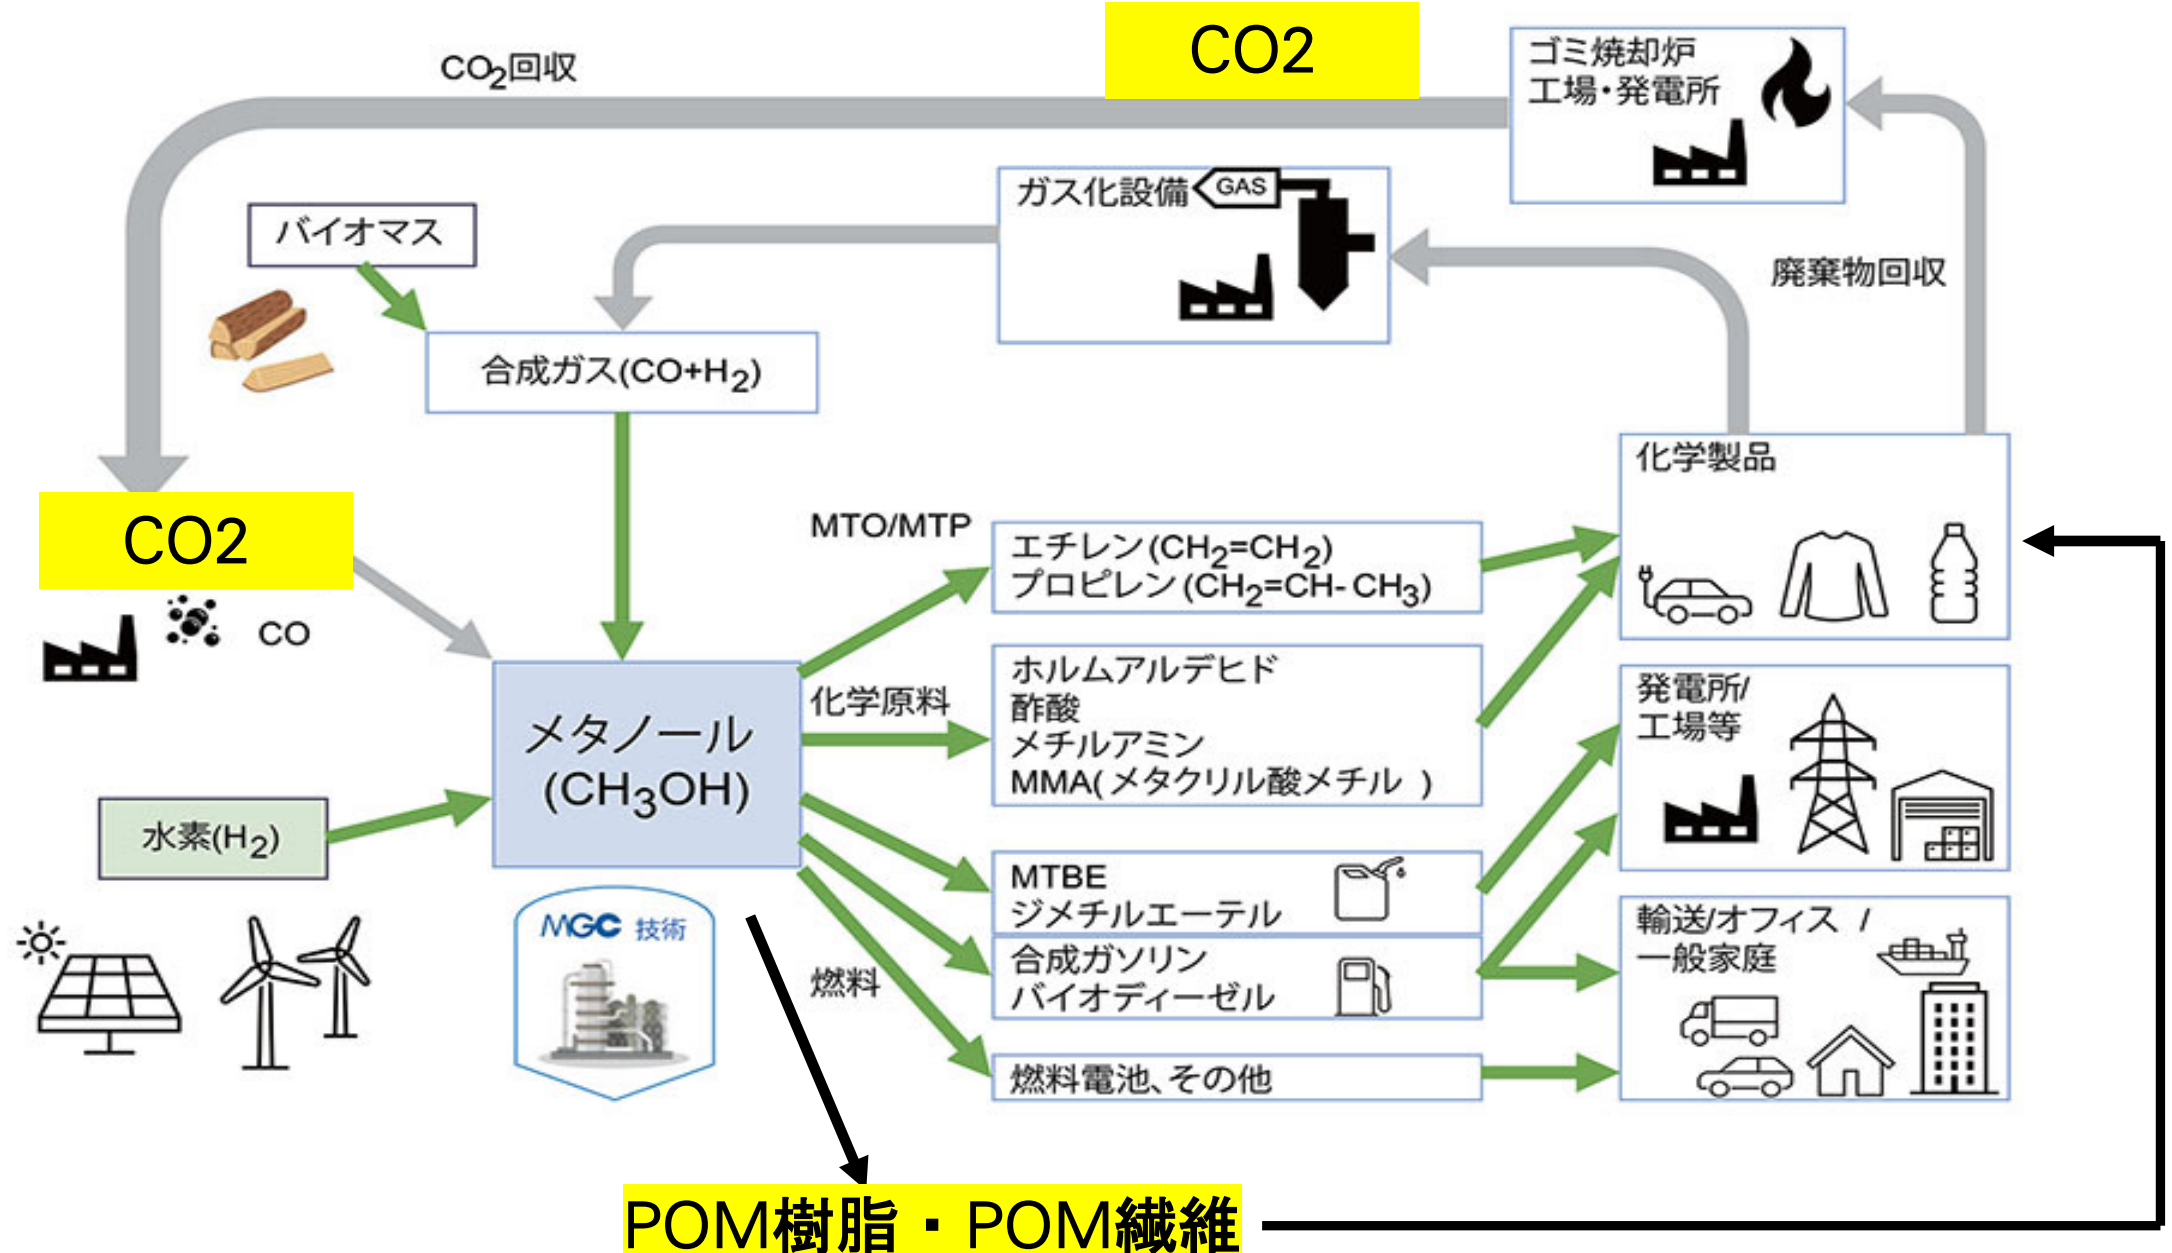 CO2
CO2回収
ゴミ焼却炉
工場・発電所
ガス化設備
GAS
バイオマス
廃棄物回収
合成ガス(CO+H2)
化学製品
CO2
MTO/MTP
エチレン(CH2=CH2)
プロピレン(CH2=CH-CH3)
CO
ホルムアルデヒド
酢酸
メチルアミン
MMA(メタクリル酸メチル )
化学原料
発電所/
工場等
メタノール
(CH3OH)
水素(H2)
MTBE
ジメチルエーテル
MGC 技術
輸送/オフィス /
一般家庭
合成ガソリン
バイオディーゼル
燃料
燃料電池、その他
POM樹脂・POM繊維